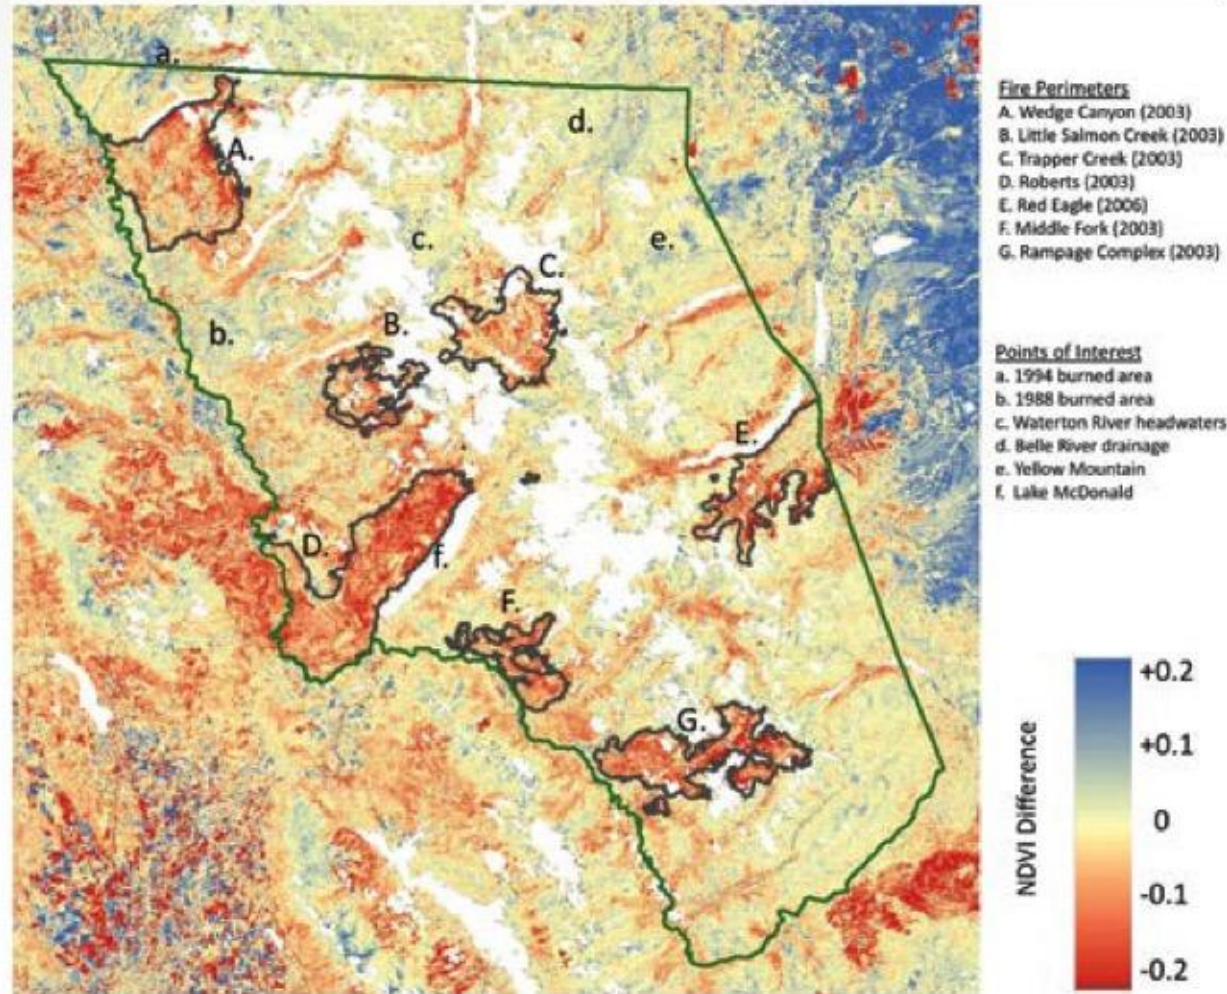 a.
d.
Fire Perimeters
A. Wedge Canyon (2003)
B. Little Salmon Creek (2003)
C. Trapper Creek (2003)
D. Roberts (2003)
E. Red Eagle (2006)
F. Middle Fork (2003)
G. Rampage Complex (2003)
A.
c.
e.
C.
b.
B.
Points of Interest
a. 1994 burned area
b. 1988 burned area
c. Waterton River headwaters
d. Belle River drainage
e. Yellow Mountain
f. Lake McDonald
E.
D.
f.
F.
G.
NDVI Difference
+0.2
+0.1
0
-0.1
-0.2